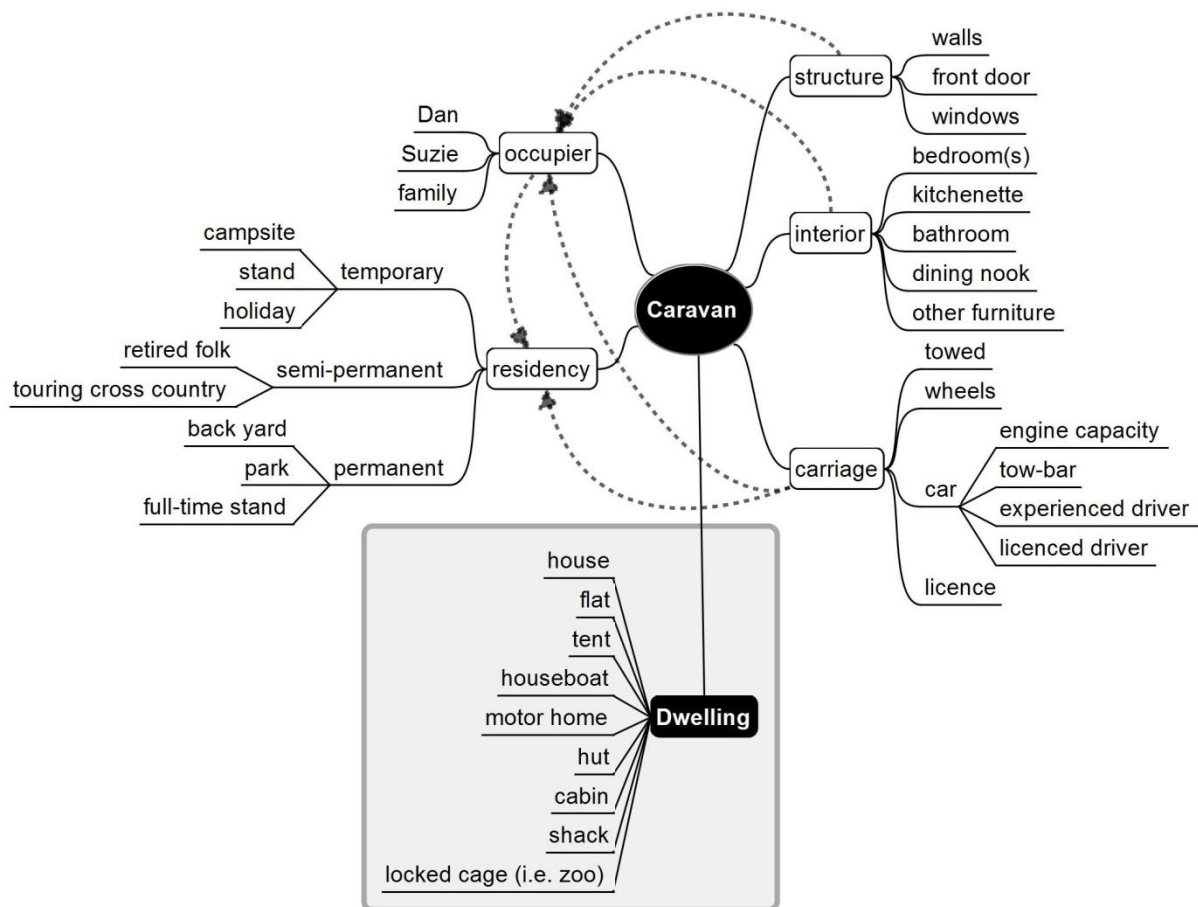 Caravan
structure
walls
front door
windows
interior
bedroom(s)
kitchenette
bathroom
dining nook
other furniture
carriage
towed
wheels
car
engine capacity
tow-bar
experienced driver
licenced driver
licence
occupier
Dan
Suzie
family
residency
temporary
campsite
stand
holiday
semi-permanent
retired folk
touring cross country
permanent
back yard
park
full-time stand
Dwelling
house
flat
tent
houseboat
motor home
hut
cabin
shack
locked cage (i.e. zoo)